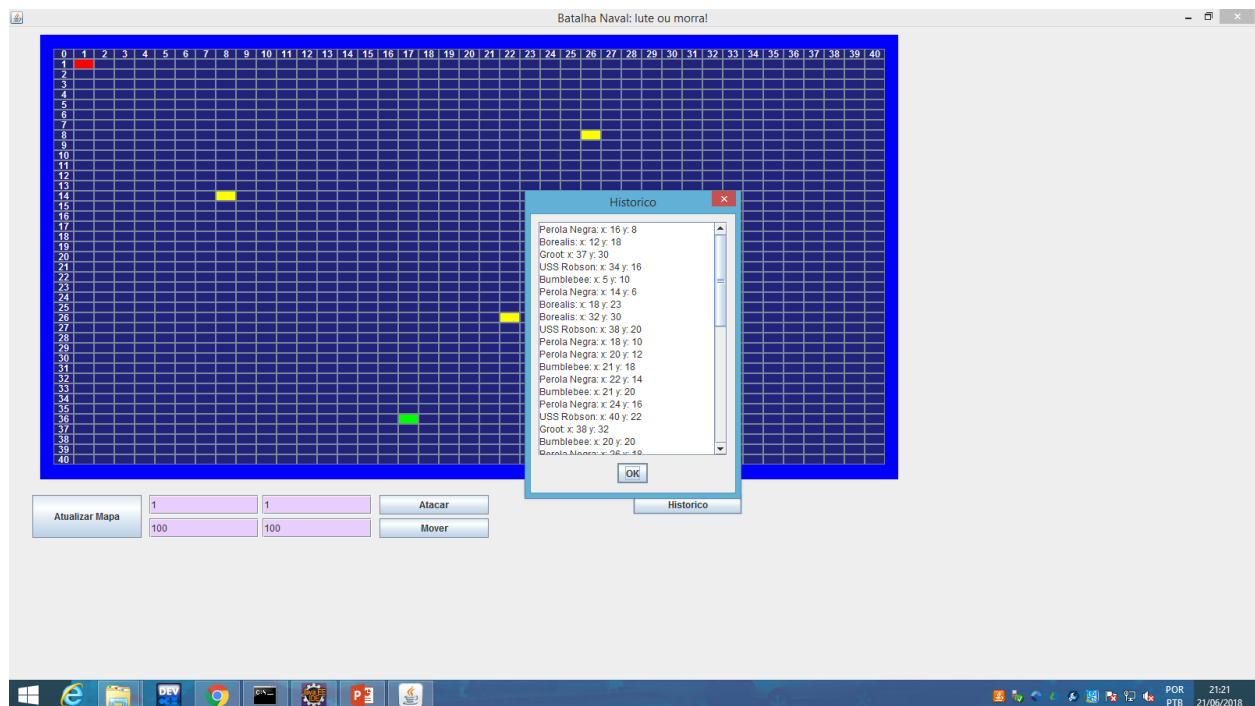 Batalha Naval: lute ou morra!
0 1 2 3 4 5 6 7 8 9 10 11 12 13 14 15 16 17 18 19 20 21 22 23 24 25 26 27 28 29 30 31 32 33 34 35 36 37 38 39 40
1
2
3
4
5
6
7
8
9
10
11
12
13
14
15
16
17
18
19
20
21
22
23
24
25
26
27
28
29
30
31
32
33
34
35
36
37
38
39
40
Historico
Perola Negra: x: 16 y: 8
Borealis: x: 12 y: 18
Groot: x: 37 y: 30
USS Robson: x: 34 y: 16
Bumblebee: x: 5 y: 10
Perola Negra: x: 14 y: 6
Borealis: x: 18 y: 23
Borealis: x: 32 y: 30
USS Robson: x: 38 y: 20
Perola Negra: x: 18 y: 10
Perola Negra: x: 20 y: 12
Bumblebee: x: 21 y: 18
Perola Negra: x: 22 y: 14
Bumblebee: x: 21 y: 20
Perola Negra: x: 24 y: 16
USS Robson: x: 40 y: 22
Groot: x: 38 y: 32
Bumblebee: x: 20 y: 20
Perola Negra: x: 26 y: 18
OK
Atualizar Mapa
1 1 Atacar
100 100 Mover
Historico
DEV
C:\
POR 21:21
PTB 21/06/2018